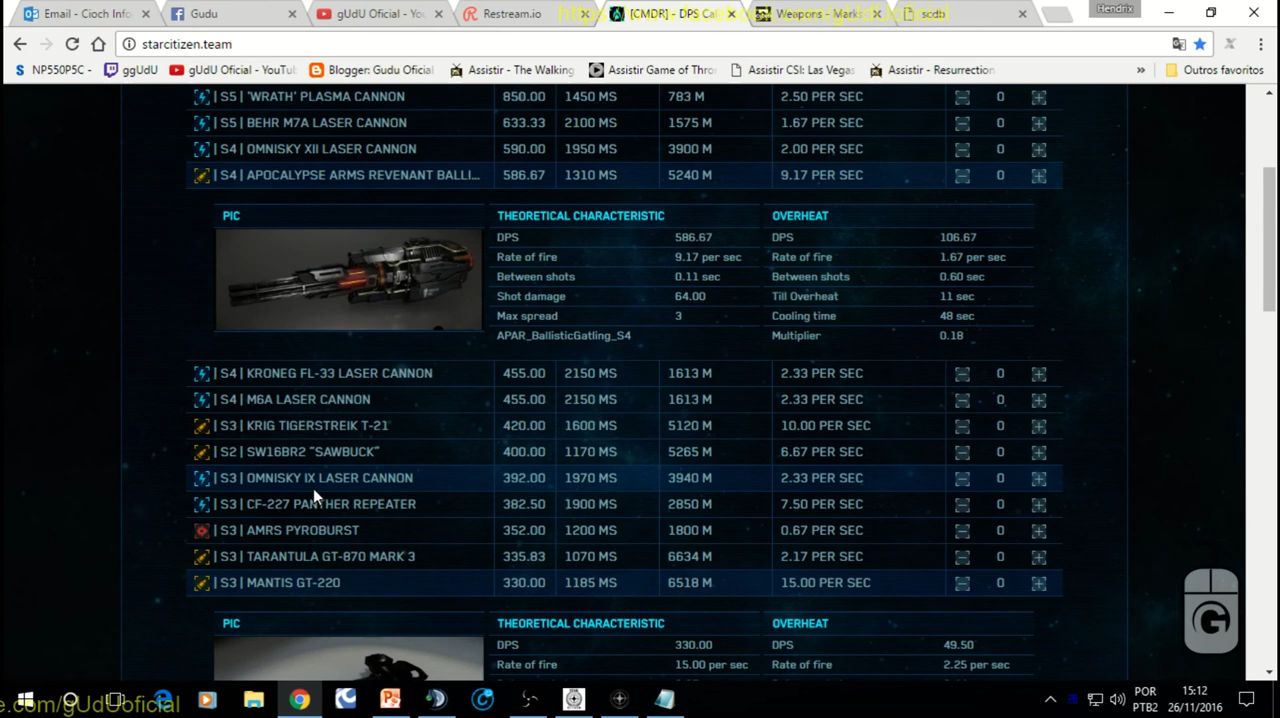 Email - Cioch Info
Gudu
gUdU Oficial - You
Restream.io
[CMDR] - DPS Cal
Weapons - Mark
scdb
Hendrix
starcitizen.team
NP550P5C -
ggUdU
gUdU Oficial - YouTub
Blogger: Gudu Oficial
Assistir - The Walking
Assistir Game of Thro
Assistir CSI: Las Vegas
Assistir - Resurrection
»
Outros favoritos
S5 | 'WRATH' PLASMA CANNON 850.00 1450 MS 783 M 2.50 PER SEC 0
S5 | BEHR M7A LASER CANNON 633.33 2100 MS 1575 M 1.67 PER SEC 0
S4 | OMNISKY XII LASER CANNON 590.00 1950 MS 3900 M 2.00 PER SEC 0
S4 | APOCALYPSE ARMS REVENANT BALLI... 586.67 1310 MS 5240 M 9.17 PER SEC 0
PIC THEORETICAL CHARACTERISTIC OVERHEAT
DPS 586.67 DPS 106.67
Rate of fire 9.17 per sec Rate of fire 1.67 per sec
Between shots 0.11 sec Between shots 0.60 sec
Shot damage 64.00 Till Overheat 11 sec
Max spread 3 Cooling time 48 sec
APAR_BallisticGatling_S4 Multiplier 0.18
S4 | KRONEG FL-33 LASER CANNON 455.00 2150 MS 1613 M 2.33 PER SEC 0
S4 | M6A LASER CANNON 455.00 2150 MS 1613 M 2.33 PER SEC 0
S3 | KRIG TIGERSTREIK T-21 420.00 1600 MS 5120 M 10.00 PER SEC 0
S2 | SW16BR2 "SAWBUCK" 400.00 1170 MS 5265 M 6.67 PER SEC 0
S3 | OMNISKY IX LASER CANNON 392.00 1970 MS 3940 M 2.33 PER SEC 0
S3 | CF-227 PANTHER REPEATER 382.50 1900 MS 2850 M 7.50 PER SEC 0
S3 | AMRS PYROBURST 352.00 1200 MS 1800 M 0.67 PER SEC 0
S3 | TARANTULA GT-870 MARK 3 335.83 1070 MS 6634 M 2.17 PER SEC 0
S3 | MANTIS GT-220 330.00 1185 MS 6518 M 15.00 PER SEC 0
PIC THEORETICAL CHARACTERISTIC OVERHEAT
DPS 330.00 DPS 49.50
Rate of fire 15.00 per sec Rate of fire 2.25 per sec
e.com/gUduoficial
POR
PTB2
15:12
26/11/2016